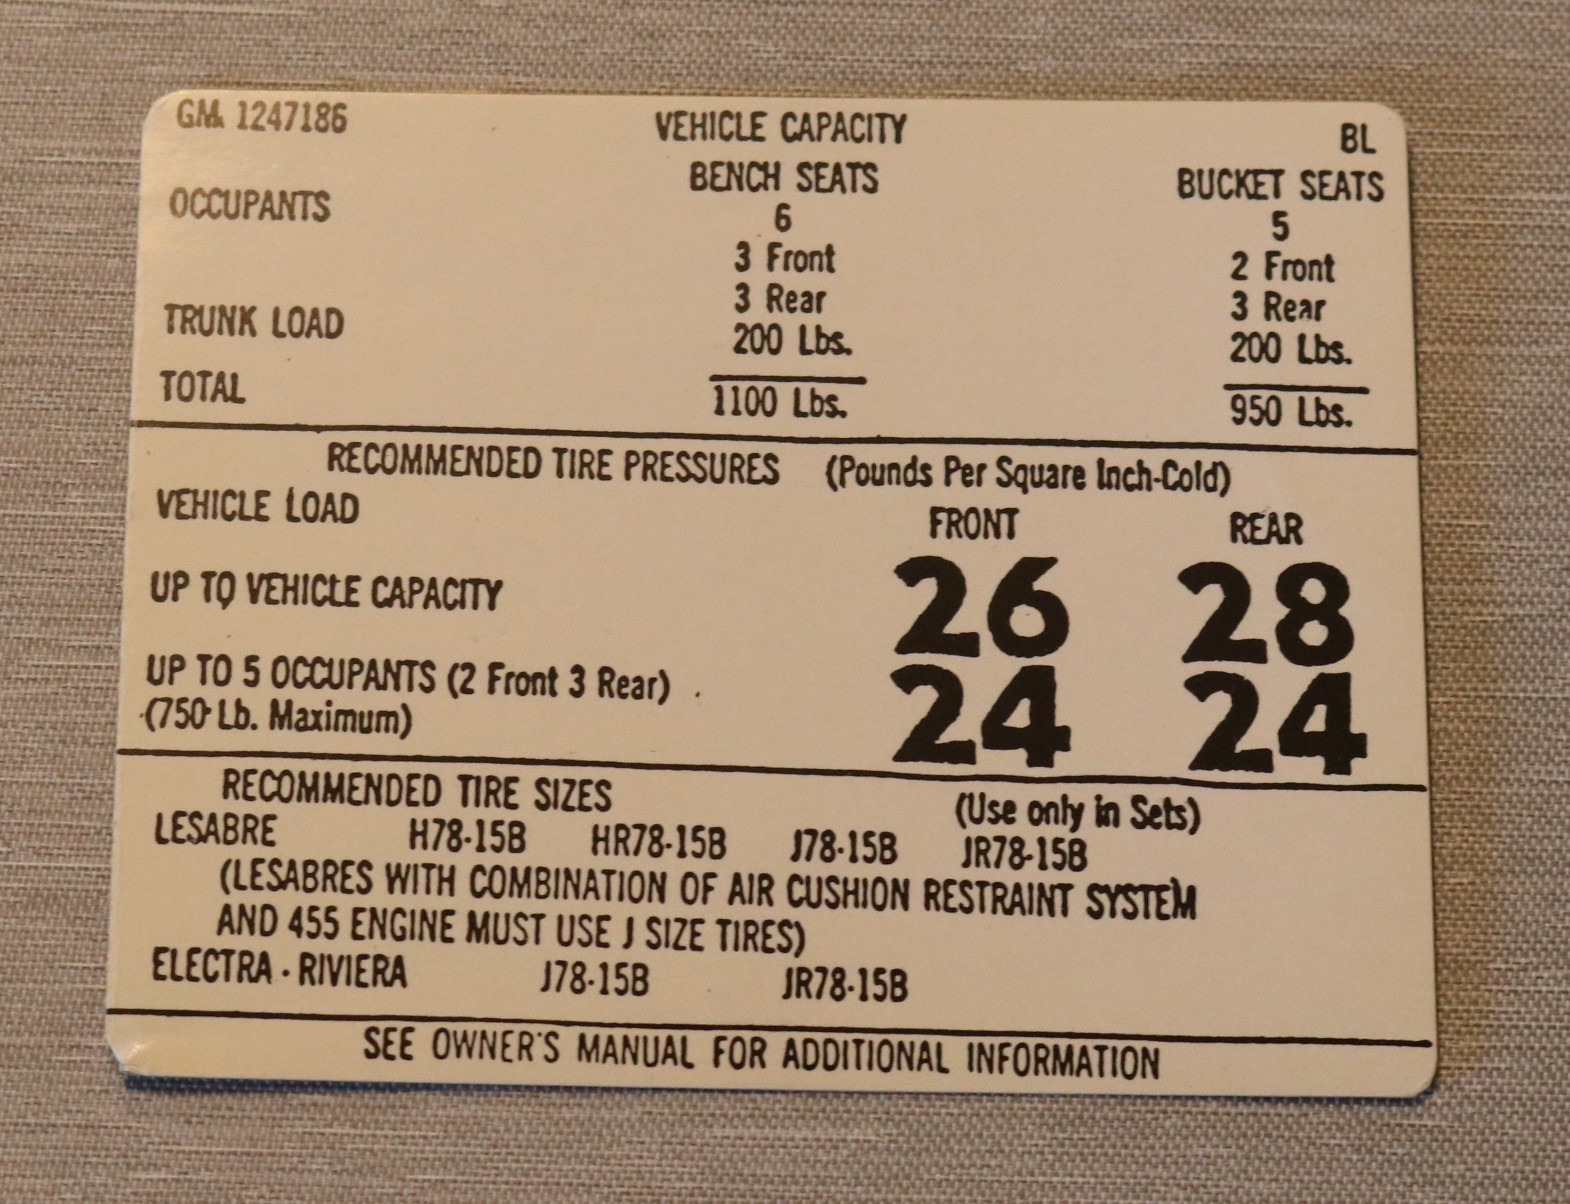 GM 1247186 VEHICLE CAPACITY BL
BENCH SEATS BUCKET SEATS
OCCUPANTS 6 5
3 Front 2 Front
3 Rear 3 Rear
TRUNK LOAD 200 Lbs. 200 Lbs.
TOTAL 1100 Lbs. 950 Lbs.
RECOMMENDED TIRE PRESSURES (Pounds Per Square Inch-Cold)
VEHICLE LOAD FRONT REAR
UP TO VEHICLE CAPACITY 26 28
UP TO 5 OCCUPANTS (2 Front 3 Rear) 24 24
(750 Lb. Maximum)
RECOMMENDED TIRE SIZES (Use only in Sets)
LESABRE H78-15B HR78-15B J78-15B JR78-15B
(LESABRES WITH COMBINATION OF AIR CUSHION RESTRAINT SYSTEM
AND 455 ENGINE MUST USE J SIZE TIRES)
ELECTRA - RIVIERA J78-15B JR78-15B
SEE OWNER'S MANUAL FOR ADDITIONAL INFORMATION